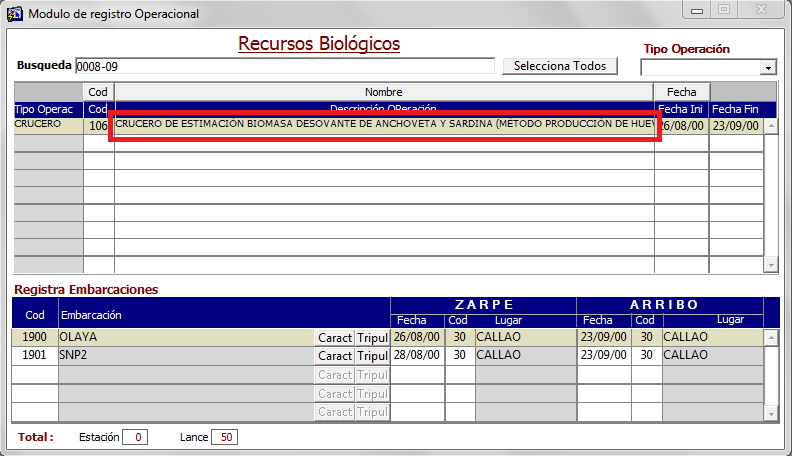 Modulo de registro Operacional
Recursos Biológicos
Tipo Operación
Busqueda 0008-09 Selecciona Todos
Cod Nombre Fecha
Tipo Operac Cod Descripción OPeración Fecha Ini Fecha Fin
CRUCERO 106 CRUCERO DE ESTIMACIÓN BIOMASA DESOVANTE DE ANCHOVETA Y SARDINA (MÉTODO PRODUCCIÓN DE HUEV 26/08/00 23/09/00
Registra Embarcaciones
ZARPE ARRIBO
Cod Embarcación Fecha Cod Lugar Fecha Cod Lugar
1900 OLAYA Caract Tripul 26/08/00 30 CALLAO 23/09/00 30 CALLAO
1901 SNP2 Caract Tripul 28/08/00 30 CALLAO 23/09/00 30 CALLAO
Caract Tripul
Caract Tripul
Caract Tripul
Total : Estación 0 Lance 50